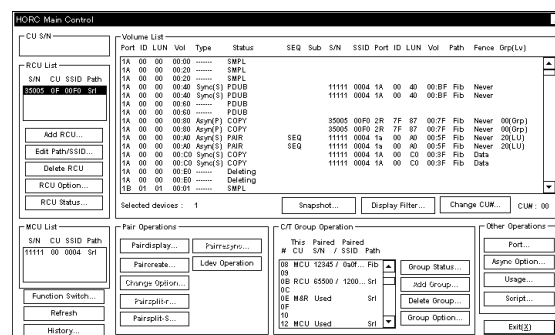 HORC Main Control
CU S/N
RCU List
S/N CU SSID Path
35005 0F 00F0 Srl
Add RCU...
Edit Path/SSID...
Delete RCU
RCU Option...
RCU Status...
MCU List
S/N CU SSID Path
11111 00 0004 Srl
Function Switch...
Refresh
History...
Volume List
Port ID LUN Vol Type Status SEQ Sub S/N SSID Port ID LUN Vol Path Fence Grp(Lv)
1A 00 00 00:00 ------ SMPL
1A 00 00 00:20 ------ SMPL
1A 00 00 00:20 ------ SMPL
1A 00 00 00:40 Sync(S) PDUB 11111 0004 1A 00 40 00:BF Fib Never
1A 00 00 00:40 Sync(S) PDUB 11111 0004 1A 00 40 00:BF Fib Never
1A 00 00 00:60 ------ PDUB
1A 00 00 00:60 ------ PDUB
1A 00 00 00:80 Asyn(P) COPY 35005 00F0 2R 7F 87 00:7F Fib Never 00(Grp)
1A 00 00 00:80 Asyn(P) COPY 35005 00F0 2R 7F 87 00:7F Fib Never 00(Grp)
1A 00 00 00:A0 Asyn(S) PAIR SEQ 11111 0004 1a 00 A0 00:5F Fib Never 20(LU)
1A 00 00 00:A0 Asyn(S) PAIR SEQ 11111 0004 1a 00 A0 00:5F Fib Never 20(LU)
1A 00 00 00:C0 Sync(S) COPY 11111 0004 1A 00 C0 00:3F Fib Data
1A 00 00 00:C0 Sync(S) COPY 11111 0004 1A 00 C0 00:3F Fib Data
1A 00 00 00:E0 ------ Deleting
1A 00 00 00:E0 ------ Deleting
1B 01 01 00:01 ------ SMPL
Selected devices : 1
Snapshot...
Display Filter...
Change CU#...
CU# : 00
Pair Operations
Pairdisplay...
Pairresync...
Paircreate...
Ldev Operation
Change Option...
Pairsplit-r...
Pairsplit-S...
C/T Group Operation
This Paired Paired
# CU S/N / SSID Path
08 MCU 12345 / 0a0f... Fib
09
0B RCU 65500 / 1200... Srl
0C
0E M&R Used Srl
0F
10
12 MCU Used Srl
Group Status...
Add Group...
Delete Group...
Group Option...
Other Operations
Port...
Async Option...
Usage...
Script...
Exit(X)